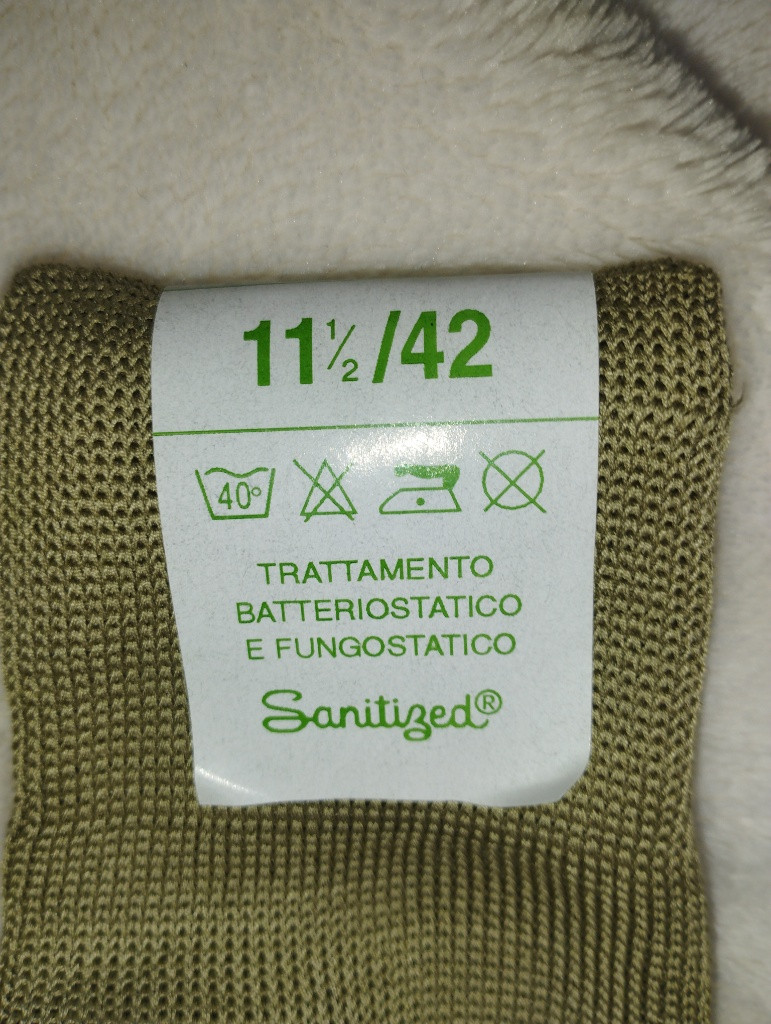 11½/42
40°
TRATTAMENTO
BATTERIOSTATICO
E FUNGOSTATICO
Sanitized®